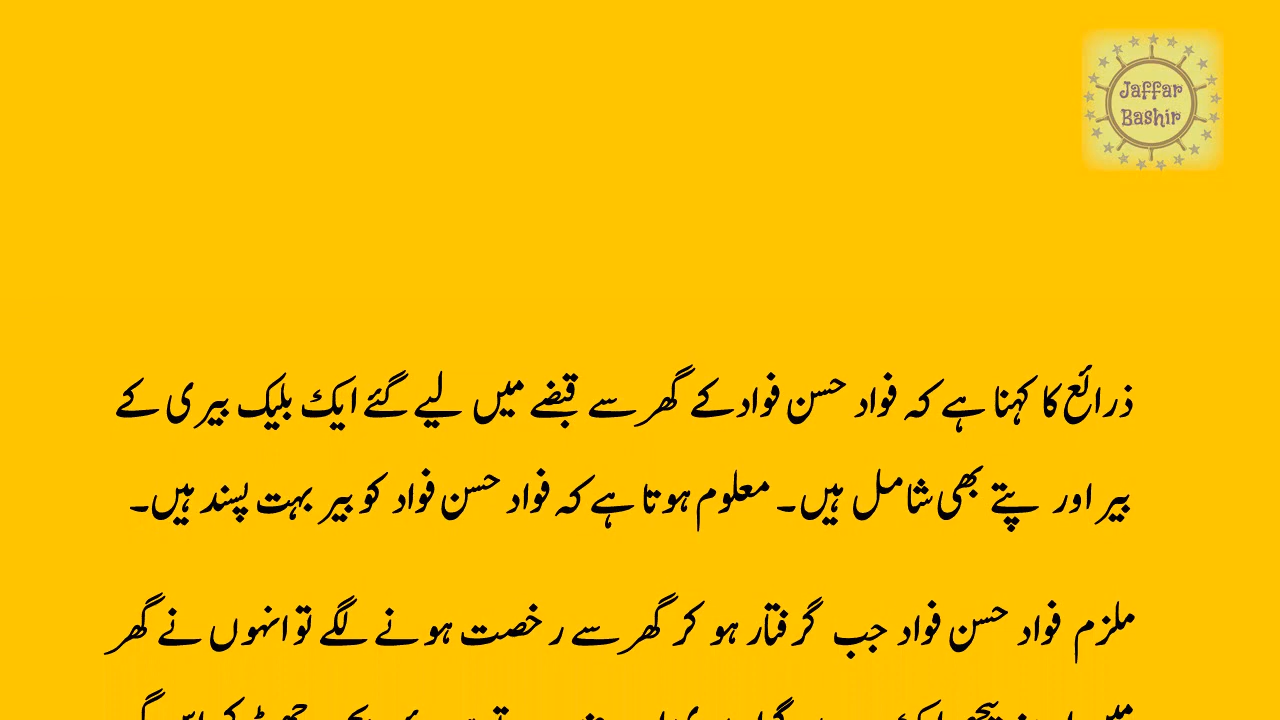 Jaffar
Bashir
ذرائع کا کہنا ہے کہ فواد حسن فواد کے گھر سے قبضے میں لیے گئے ایک بلیک بیری کے
بیر اور پتے بھی شامل ہیں۔ معلوم ہوتا ہے کہ فواد حسن فواد کو بیر بہت پسند ہیں۔
ملزم فواد حسن فواد جب گرفتار ہو کر گھر سے رخصت ہونے لگے تو انہوں نے گھر